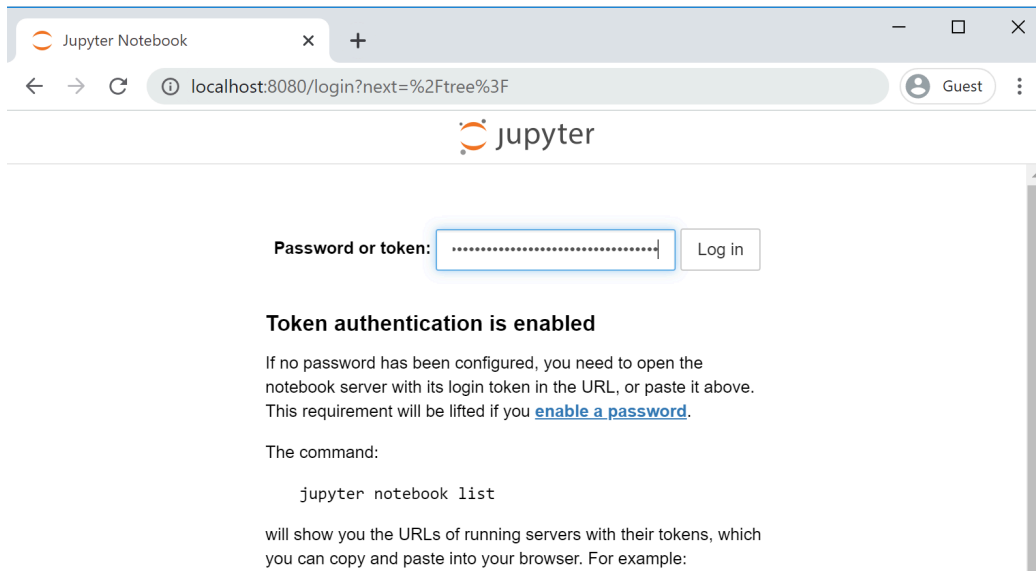 Jupyter Notebook
localhost:8080/login?next=%2Ftree%3F
Guest
jupyter
Password or token:
Log in
Token authentication is enabled
If no password has been configured, you need to open the
notebook server with its login token in the URL, or paste it above.
This requirement will be lifted if you enable a password.
The command:
jupyter notebook list
will show you the URLs of running servers with their tokens, which
you can copy and paste into your browser. For example: